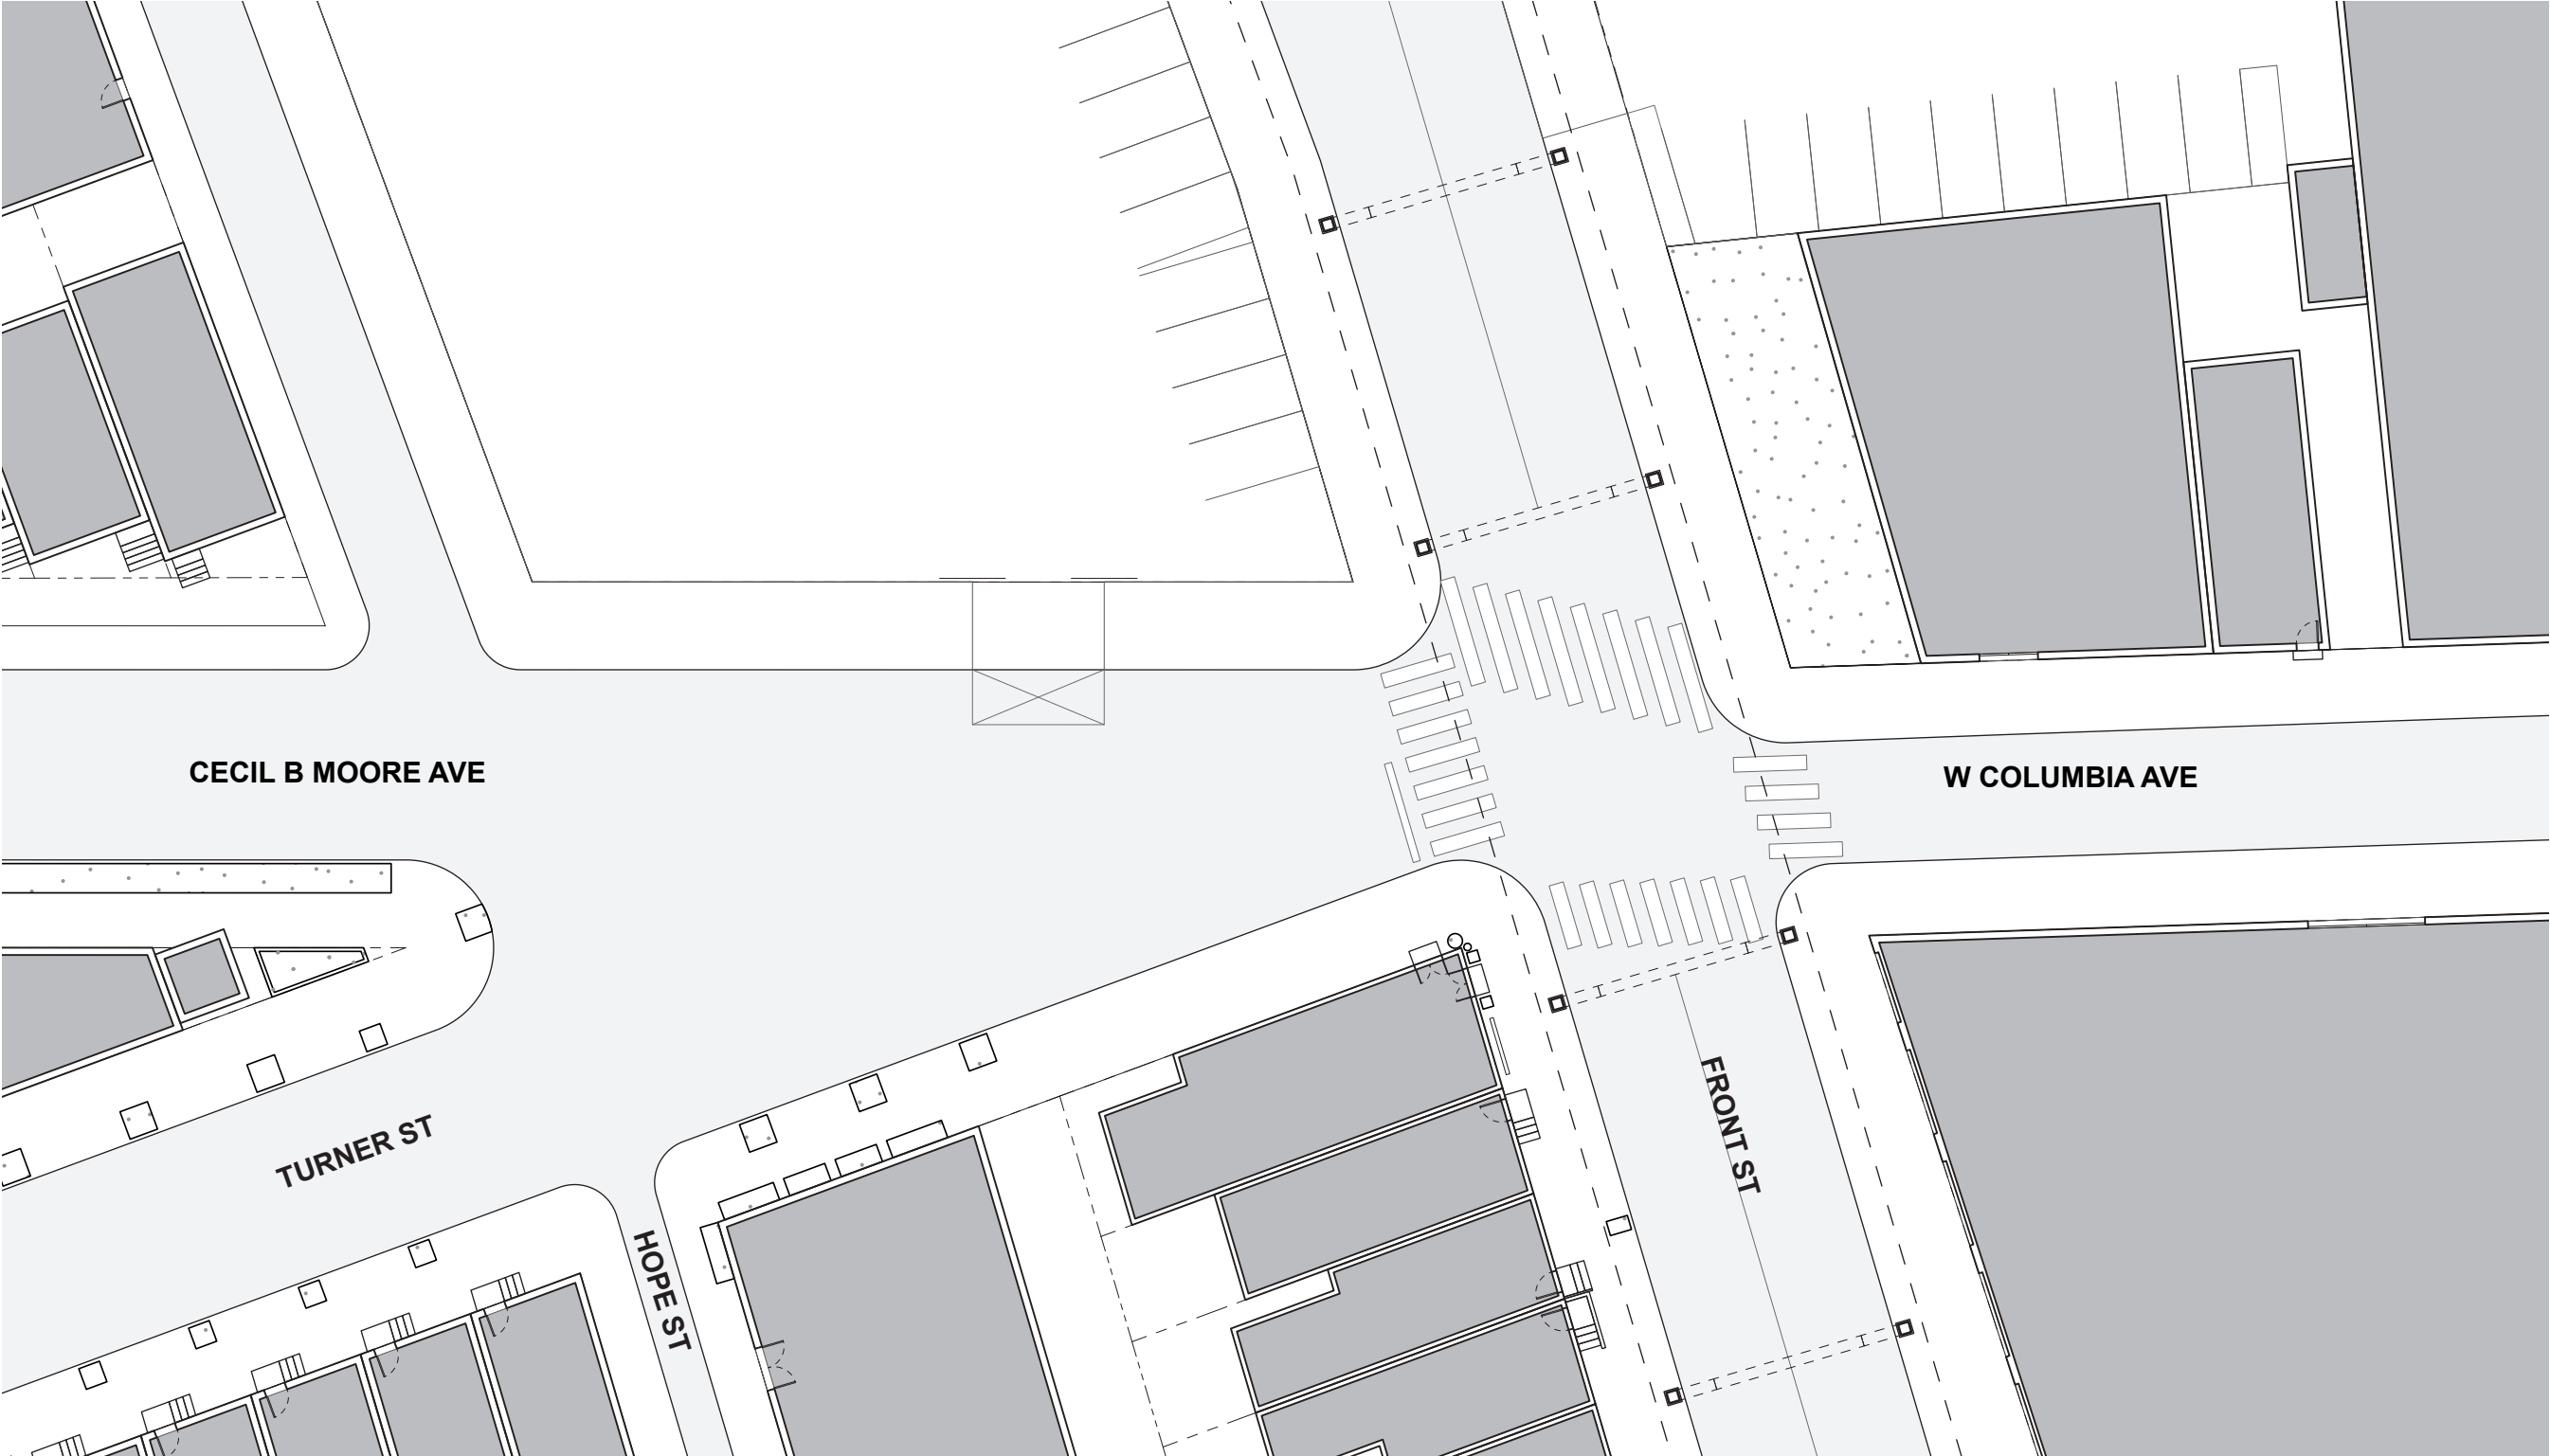 CECIL B MOORE AVE
W COLUMBIA AVE
TURNER ST
HOPE ST
FRONT ST